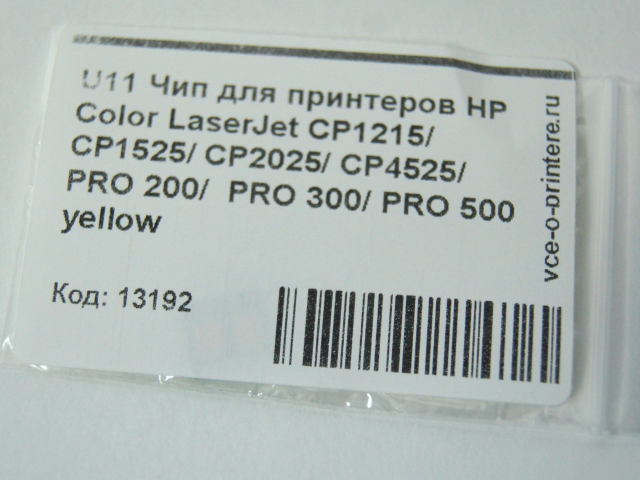 U11 Чип для принтеров HP
Color LaserJet CP1215/
CP1525/ CP2025/ CP4525/
PRO 200/ PRO 300/ PRO 500
yellow
Код: 13192
vce-o-printere.ru